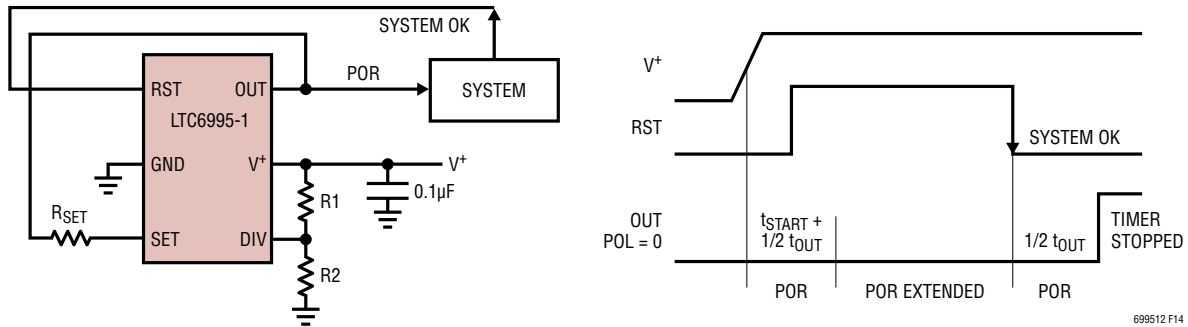 SYSTEM OK
RST
OUT
POR
SYSTEM
LTC6995-1
GND
V+
V+
R1
0.1µF
RSET
SET
DIV
R2
V+
RST
SYSTEM OK
OUT
POL = 0
tSTART +
1/2 tOUT
1/2 tOUT
TIMER
STOPPED
POR
POR EXTENDED
POR
699512 F14